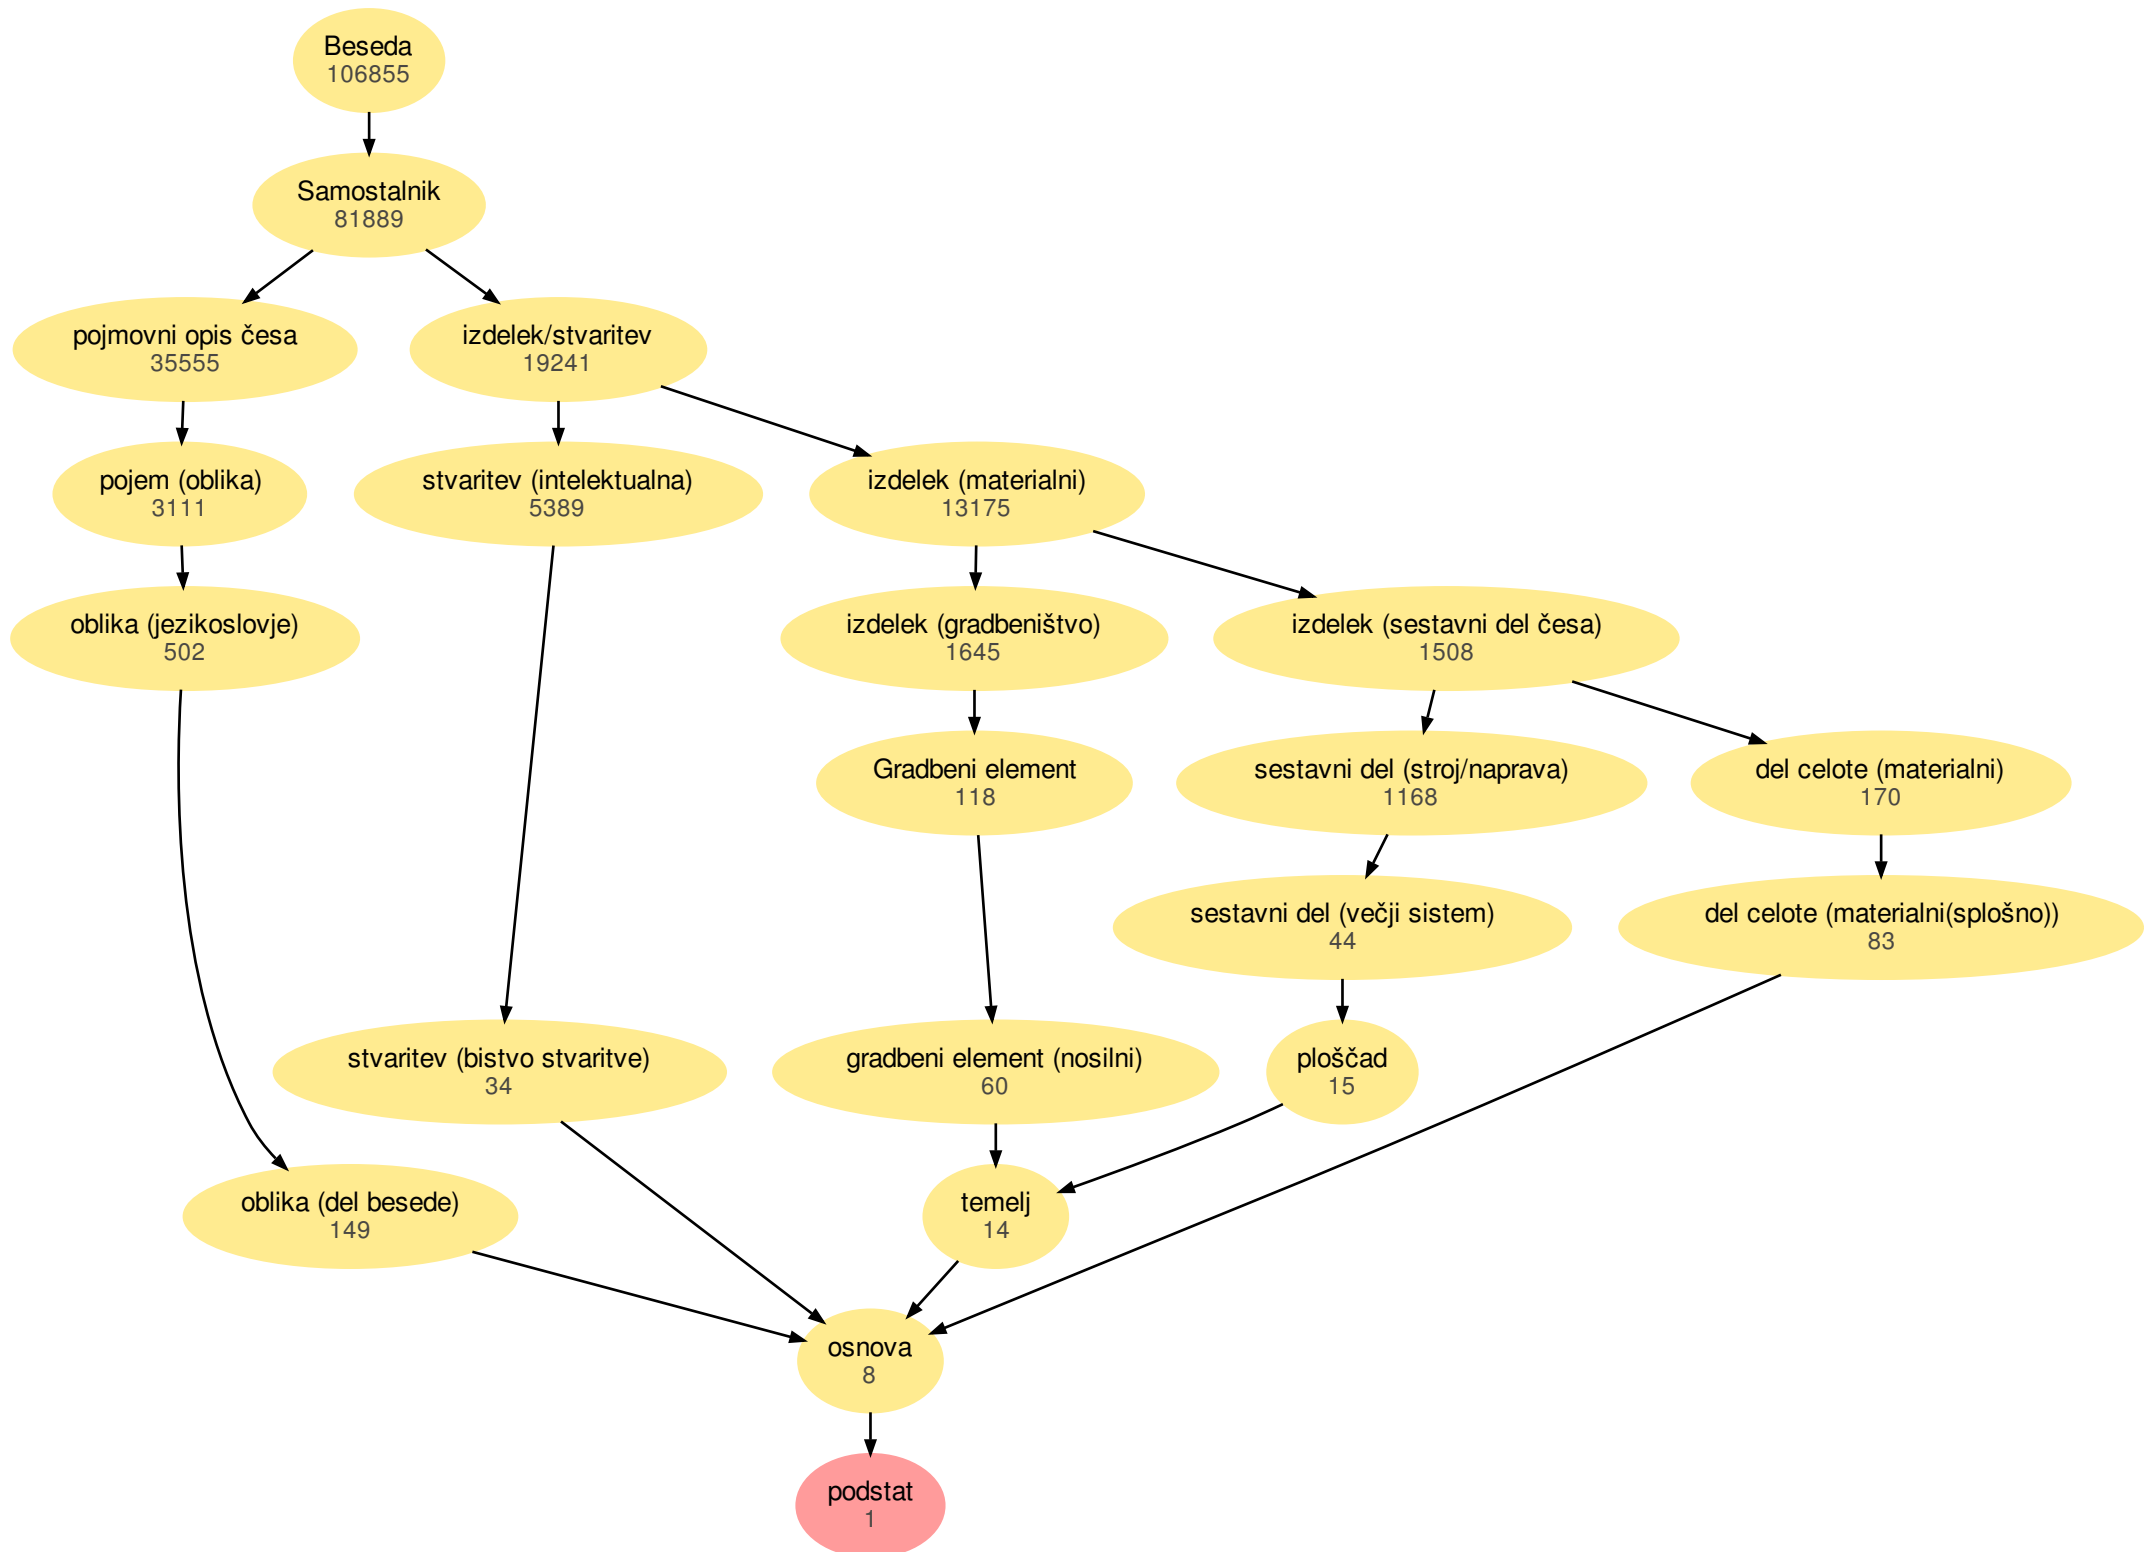 Beseda
106855
Samostalnik
81889
pojmovni opis česa
35555
izdelek/stvaritev
19241
pojem (oblika)
3111
stvaritev (intelektualna)
5389
izdelek (materialni)
13175
oblika (jezikoslovje)
502
izdelek (gradbeništvo)
1645
izdelek (sestavni del česa)
1508
Gradbeni element
118
sestavni del (stroj/naprava)
1168
del celote (materialni)
170
sestavni del (večji sistem)
44
del celote (materialni(splošno))
83
stvaritev (bistvo stvaritve)
34
gradbeni element (nosilni)
60
ploščad
15
oblika (del besede)
149
temelj
14
osnova
8
podstat
1